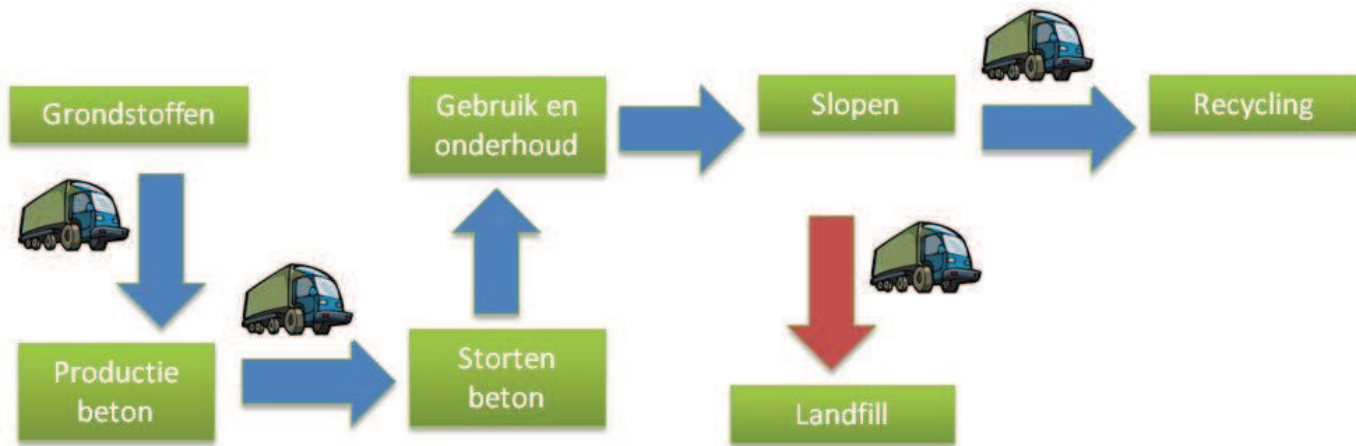 Grondstoffen
Productie
beton
Storten
beton
Gebruik en
onderhoud
Slopen
Recycling
Landfill